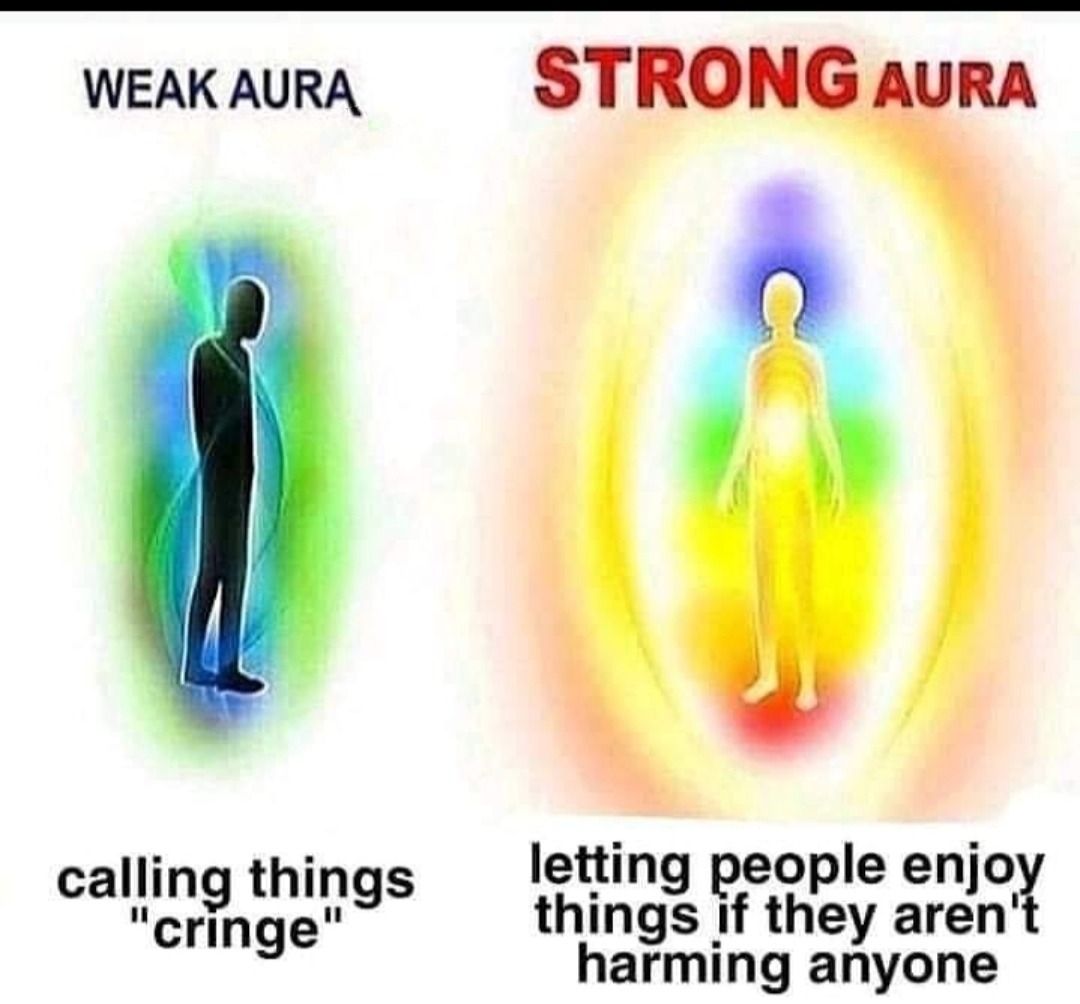 WEAK AURA
STRONG AURA
calling things
"cringe"
letting people enjoy
things if they aren't
harming anyone